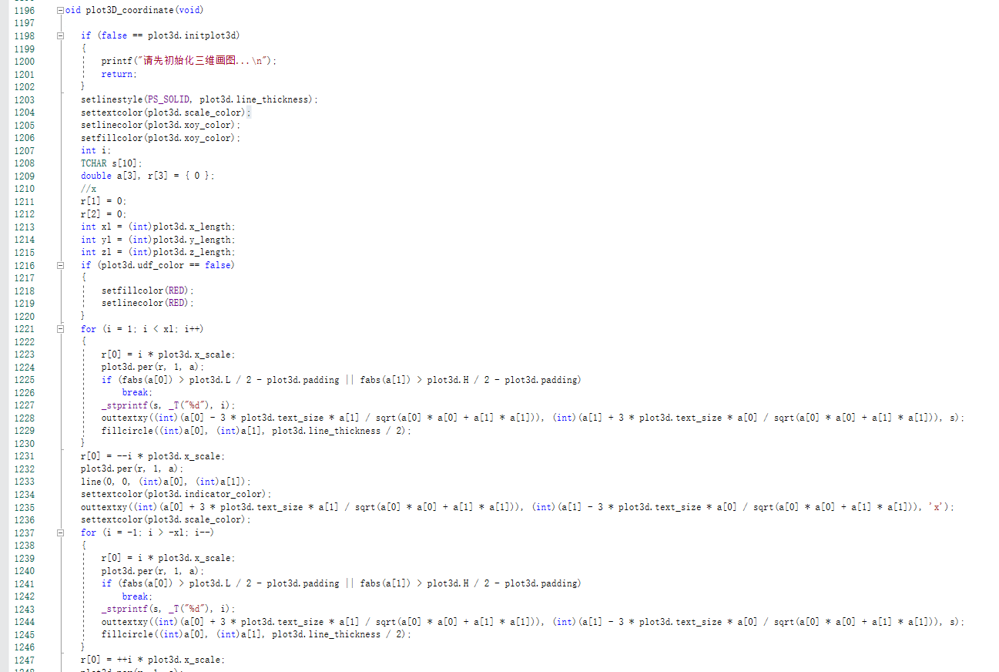 1196 oid plot3D_coordinate(void)
1197
1198 if (false == plot3d.initplot3d)
1199 {
1200 printf("请先初始化三维画图...\n");
1201 return;
1202 }
1203 setlinestyle(PS_SOLID, plot3d.line_thickness);
1204 settextcolor(plot3d.scale_color);
1205 setlinecolor(plot3d.xoy_color);
1206 setfillcolor(plot3d.xoy_color);
1207 int i;
1208 TCHAR s[10];
1209 double a[3], r[3] = { 0 };
1210 //x
1211 r[1] = 0;
1212 r[2] = 0;
1213 int xl = (int)plot3d.x_length;
1214 int yl = (int)plot3d.y_length;
1215 int zl = (int)plot3d.z_length;
1216 if (plot3d.udf_color == false)
1217 {
1218 setfillcolor(RED);
1219 setlinecolor(RED);
1220 }
1221 for (i = 1; i < xl; i++)
1222 {
1223 r[0] = i * plot3d.x_scale;
1224 plot3d.per(r, 1, a);
1225 if (fabs(a[0]) > plot3d.L / 2 - plot3d.padding || fabs(a[1]) > plot3d.H / 2 - plot3d.padding)
1226 break;
1227 _stprintf(s, _T("%d"), i);
1228 outtextxy((int)(a[0] - 3 * plot3d.text_size * a[1] / sqrt(a[0] * a[0] + a[1] * a[1])), (int)(a[1] + 3 * plot3d.text_size * a[0] / sqrt(a[0] * a[0] + a[1] * a[1])), s);
1229 fillcircle((int)a[0], (int)a[1], plot3d.line_thickness / 2);
1230 }
1231 r[0] = --i * plot3d.x_scale;
1232 plot3d.per(r, 1, a);
1233 line(0, 0, (int)a[0], (int)a[1]);
1234 settextcolor(plot3d.indicator_color);
1235 outtextxy((int)(a[0] + 3 * plot3d.text_size * a[1] / sqrt(a[0] * a[0] + a[1] * a[1])), (int)(a[1] - 3 * plot3d.text_size * a[0] / sqrt(a[0] * a[0] + a[1] * a[1])), 'x');
1236 settextcolor(plot3d.scale_color);
1237 for (i = -1; i > -xl; i--)
1238 {
1239 r[0] = i * plot3d.x_scale;
1240 plot3d.per(r, 1, a);
1241 if (fabs(a[0]) > plot3d.L / 2 - plot3d.padding || fabs(a[1]) > plot3d.H / 2 - plot3d.padding)
1242 break;
1243 _stprintf(s, _T("%d"), i);
1244 outtextxy((int)(a[0] + 3 * plot3d.text_size * a[1] / sqrt(a[0] * a[0] + a[1] * a[1])), (int)(a[1] - 3 * plot3d.text_size * a[0] / sqrt(a[0] * a[0] + a[1] * a[1])), s);
1245 fillcircle((int)a[0], (int)a[1], plot3d.line_thickness / 2);
1246 }
1247 r[0] = ++i * plot3d.x_scale;